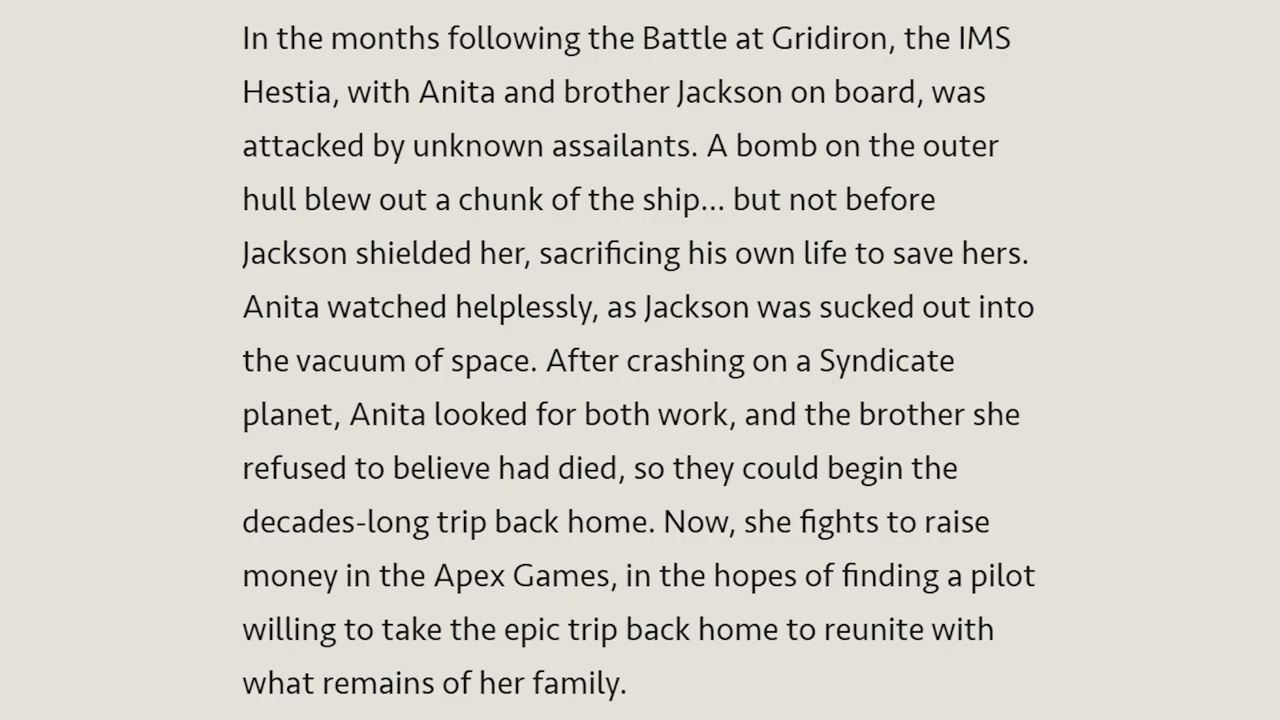 In the months following the Battle at Gridiron, the IMS
Hestia, with Anita and brother Jackson on board, was
attacked by unknown assailants. A bomb on the outer
hull blew out a chunk of the ship... but not before
Jackson shielded her, sacrificing his own life to save hers.
Anita watched helplessly, as Jackson was sucked out into
the vacuum of space. After crashing on a Syndicate
planet, Anita looked for both work, and the brother she
refused to believe had died, so they could begin the
decades-long trip back home. Now, she fights to raise
money in the Apex Games, in the hopes of finding a pilot
willing to take the epic trip back home to reunite with
what remains of her family.